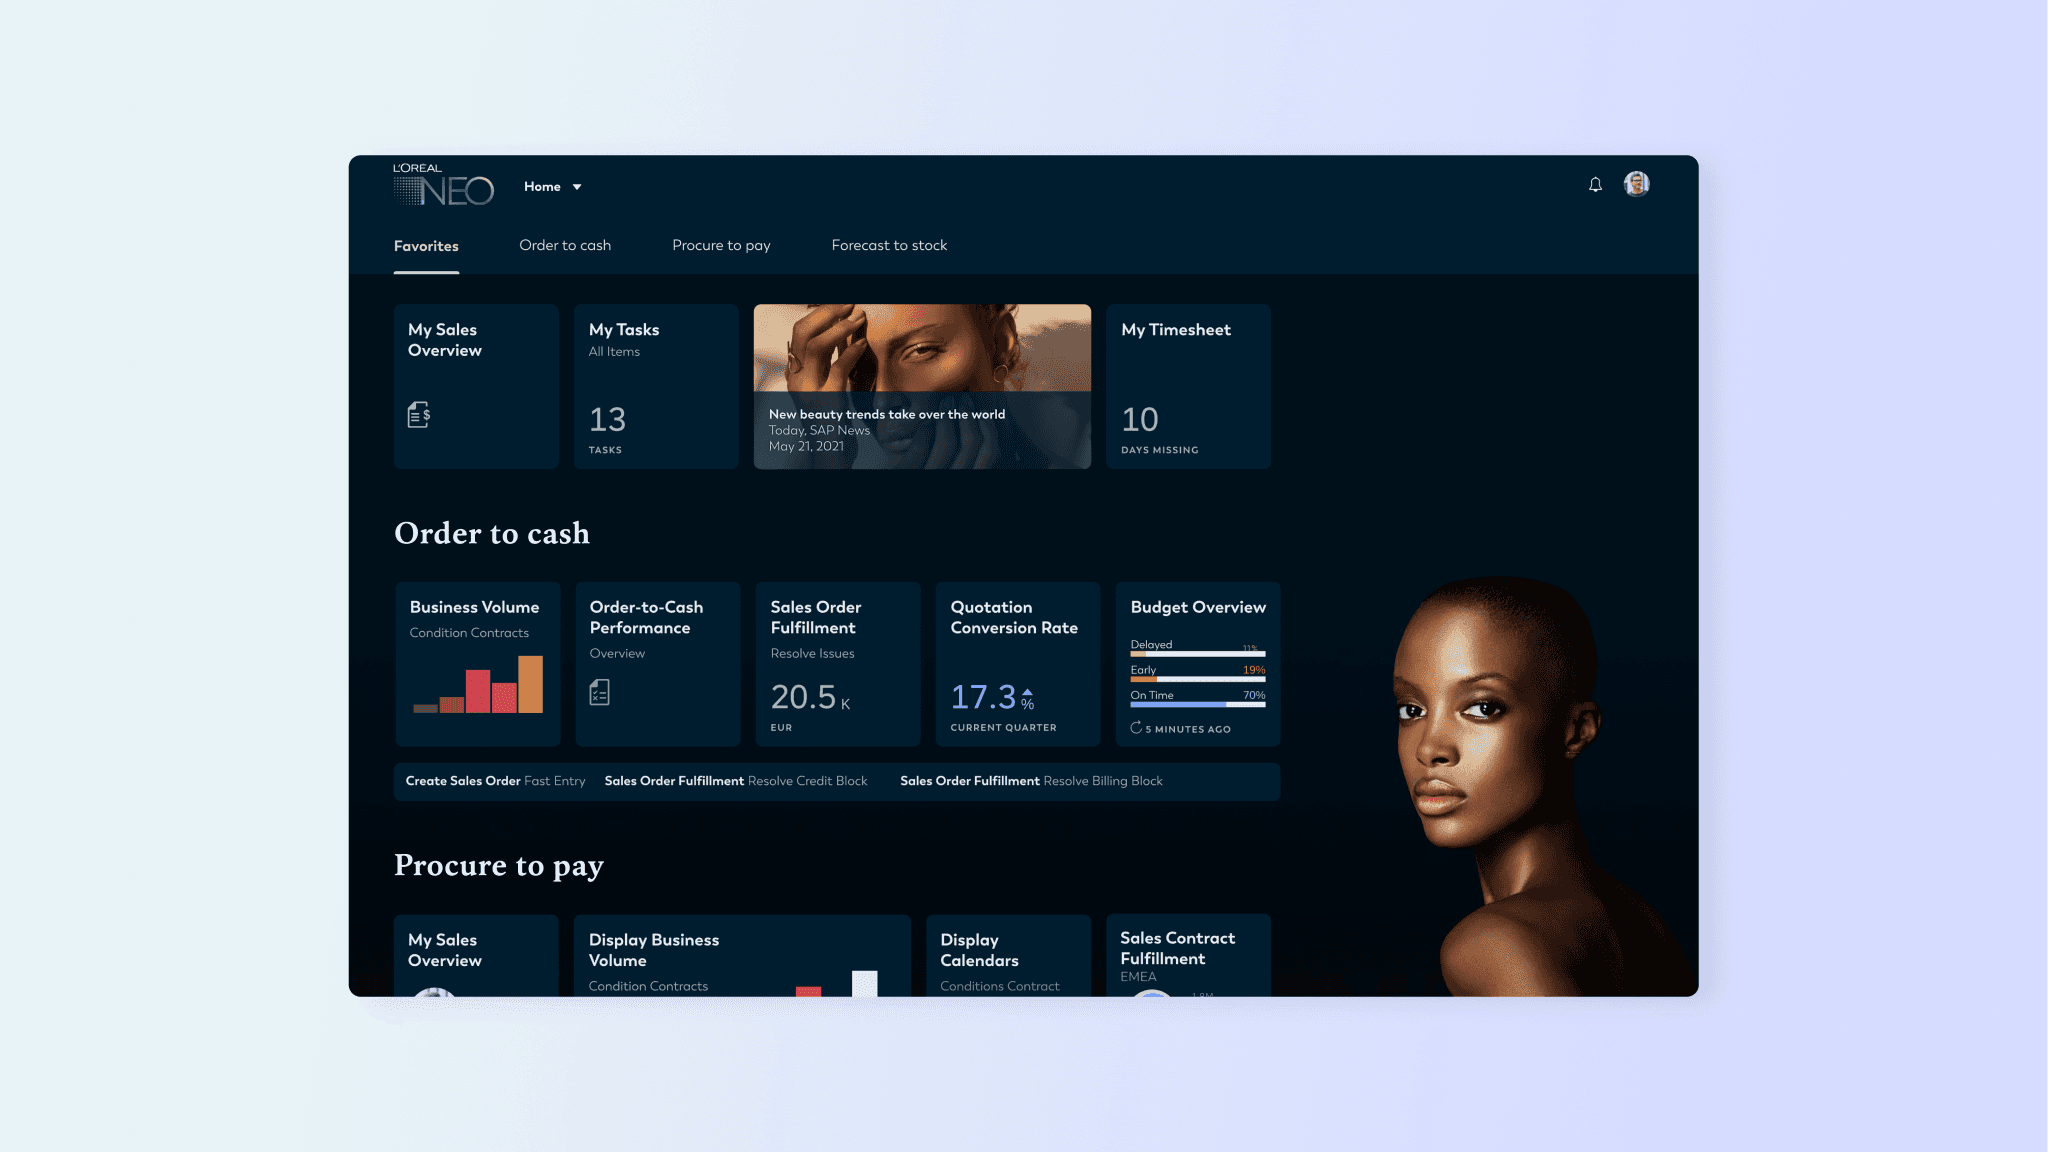 L'ORÉAL
NEO
Home
Favorites
Order to cash
Procure to pay
Forecast to stock
My Sales
Overview
$
My Tasks
All Items
13
TASKS
New beauty trends take over the world
Today, SAP News
May 21, 2021
My Timesheet
10
DAYS MISSING
Order to cash
Business Volume
Condition Contracts
Order-to-Cash
Performance
Overview
Sales Order
Fulfillment
Resolve Issues
20.5 K
EUR
Quotation
Conversion Rate
17.3 %
CURRENT QUARTER
Budget Overview
Delayed 11%
Early 19%
On Time 70%
5 MINUTES AGO
Create Sales Order Fast Entry
Sales Order Fulfillment Resolve Credit Block
Sales Order Fulfillment Resolve Billing Block
Procure to pay
My Sales
Overview
Display Business
Volume
Condition Contracts
Display
Calendars
Conditions Contract
Sales Contract
Fulfillment
EMEA